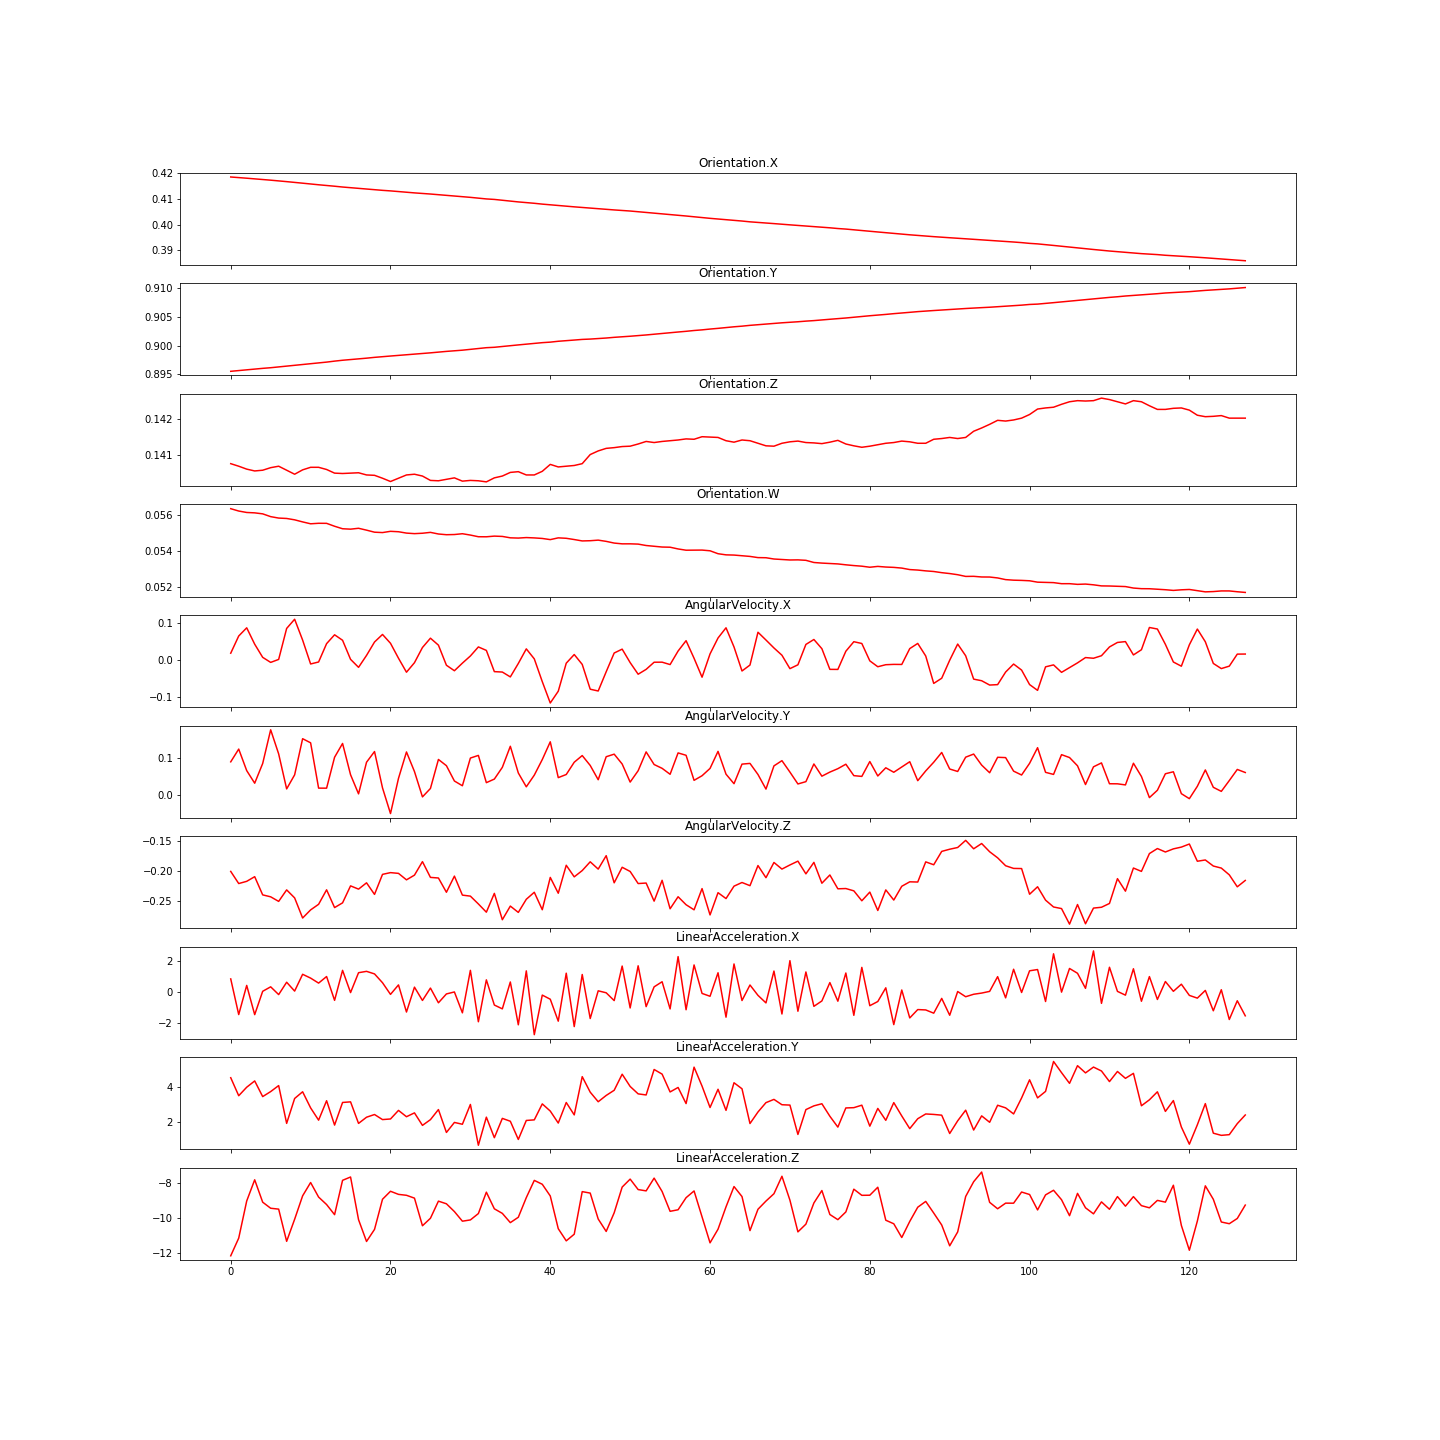 Orientation.X
0.42
0.41
0.40
0.39
Orientation.Y
0.910
0.905
0.900
0.895
Orientation.Z
0.142
0.141
Orientation.W
0.056
0.054
0.052
AngularVelocity.X
0.1
0.0
−0.1
AngularVelocity.Y
0.1
0.0
AngularVelocity.Z
−0.15
−0.20
−0.25
LinearAcceleration.X
2
0
−2
LinearAcceleration.Y
4
2
LinearAcceleration.Z
−8
−10
−12
0 20 40 60 80 100 120